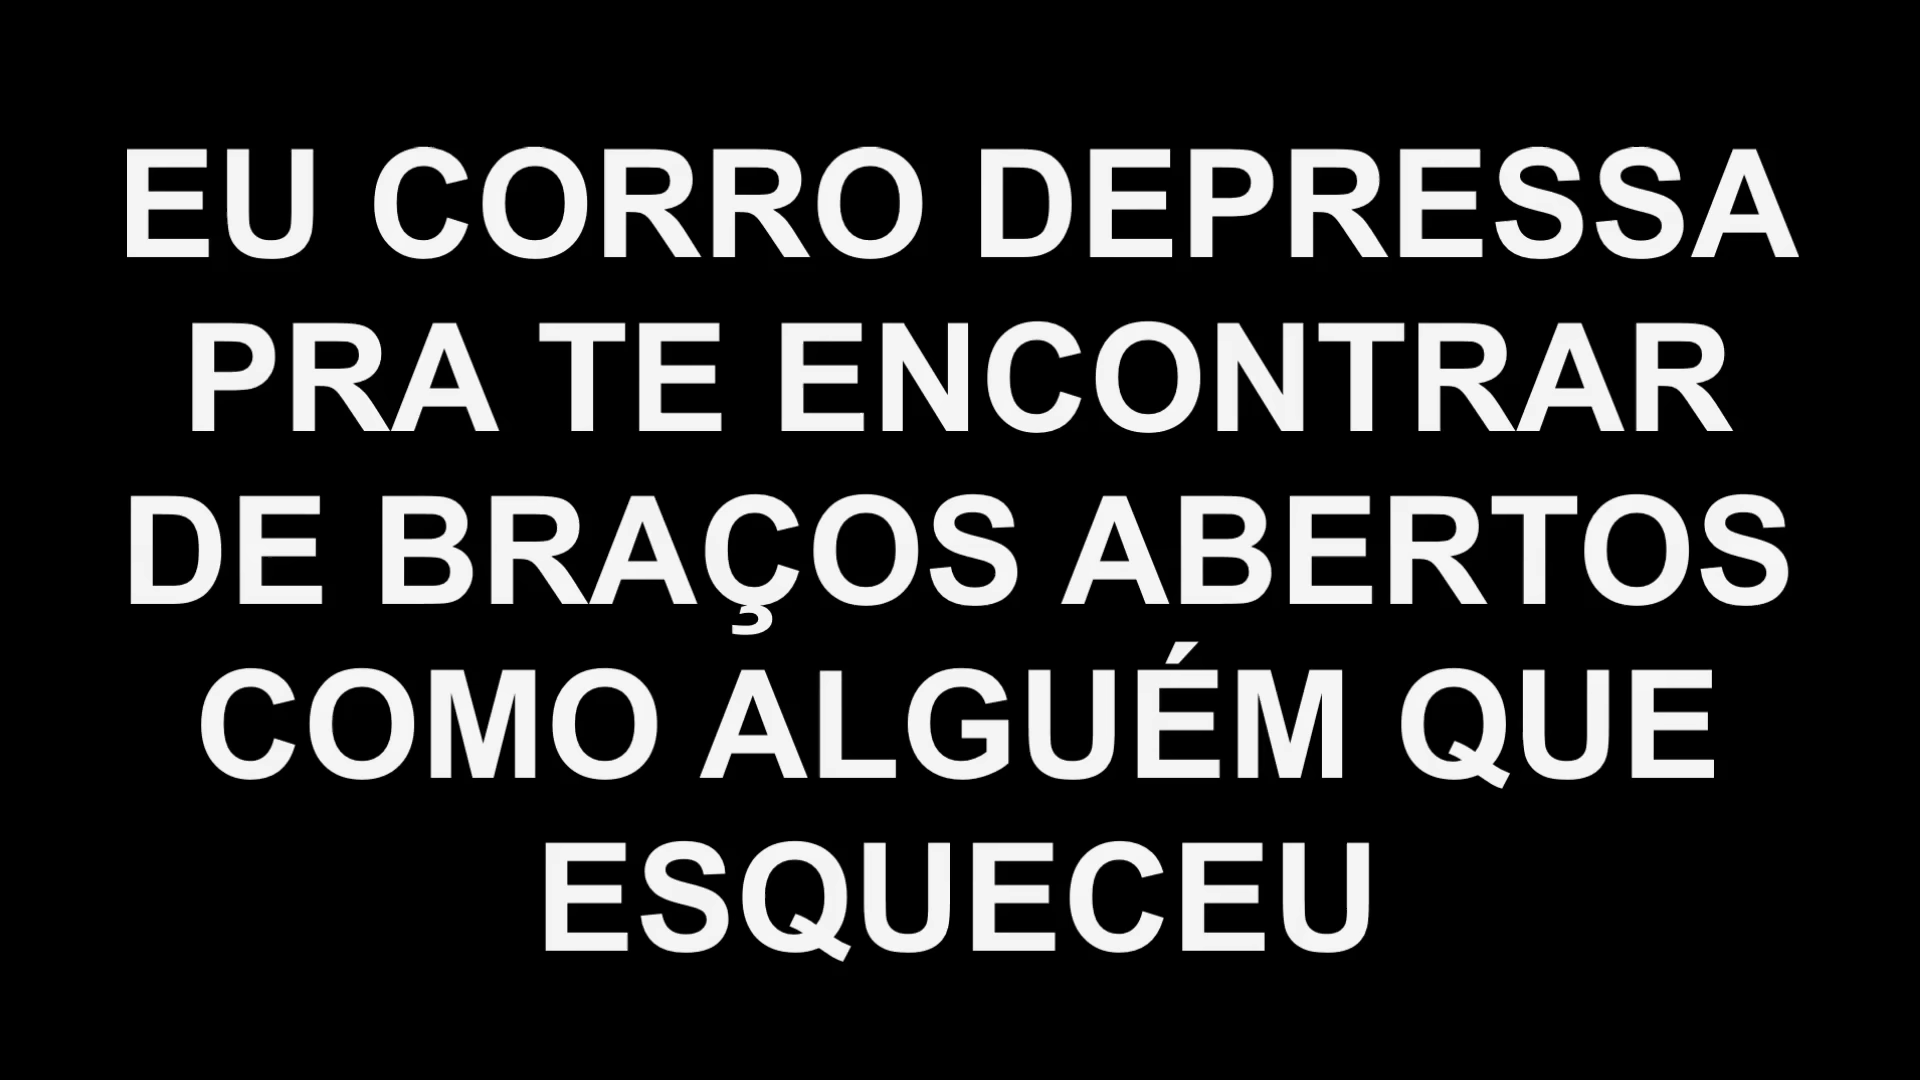 EU CORRO DEPRESSA
PRA TE ENCONTRAR
DE BRAÇOS ABERTOS
COMO ALGUÉM QUE
ESQUECEU